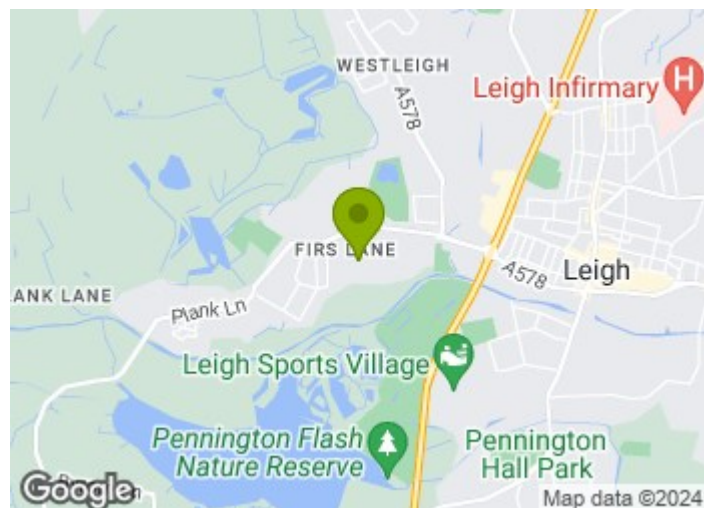 WESTLEIGH
A578
Leigh Infirmary
H
FIRS LANE
A578
Leigh
LANK LANE
Plank Ln
Leigh Sports Village
Pennington Flash
Nature Reserve
Pennington
Hall Park
Google
Map data ©2024